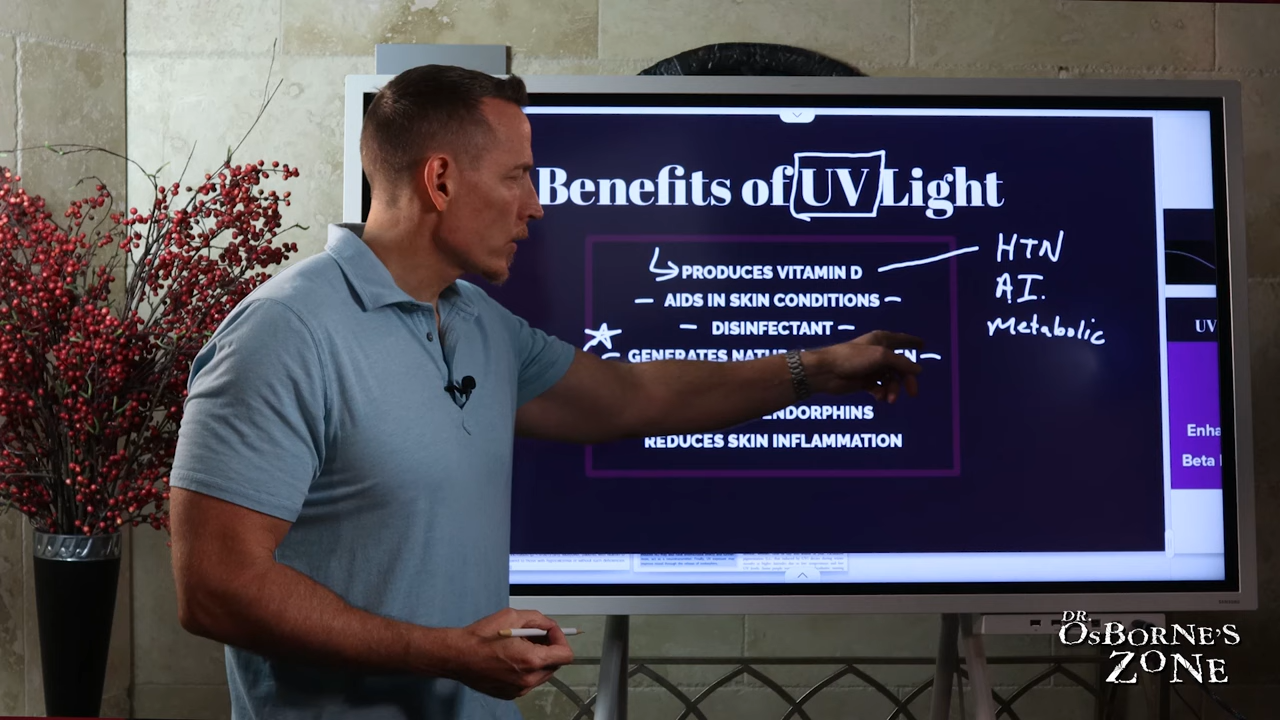 Benefits of UV Light
PRODUCES VITAMIN D
HTN
AIDS IN SKIN CONDITIONS
A.I.
DISINFECTANT
Metabolic
GENERATES
ENDORPHINS
REDUCES SKIN INFLAMMATION
UV
Enha
Beta
DR.
OSBORNE'S
ZONE